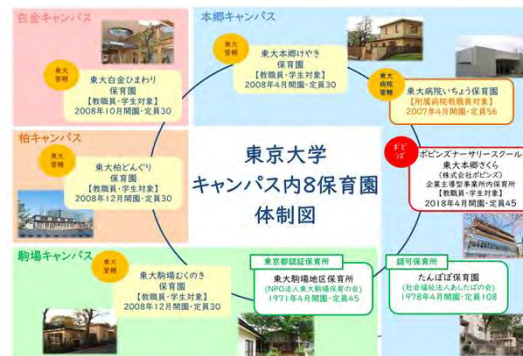 白金キャンパス
東大
管轄
東大白金ひまわり
保育園
【教職員・学生対象】
2008年10月開園・定員30
本郷キャンパス
東大
管轄
東大本郷けやき
保育園
【教職員・学生対象】
2008年4月開園・定員30
東大
病院
管轄
東大病院いちょう保育園
【附属病院教職員対象】
2007年4月開園・定員56
ポピンズ
ポピンズナーサリースクール
東大本郷さくら
(株式会社ポピンズ)
企業主導型事業所内保育所
【教職員・学生対象】
2018年4月開園・定員45
柏キャンパス
東大
管轄
東大柏どんぐり
保育園
【教職員・学生対象】
2008年12月開園・定員30
東京大学
キャンパス内8保育園
体制図
駒場キャンパス
東大
管轄
東大駒場むくのき
保育園
【教職員・学生対象】
2008年12月開園・定員30
東京都認証保育所
東大駒場地区保育所
(NPO法人東大駒場保育の会)
1971年4月開園・定員45
認可保育所
たんぽぽ保育園
(社会福祉法人あしたばの会)
1978年4月開園・定員108